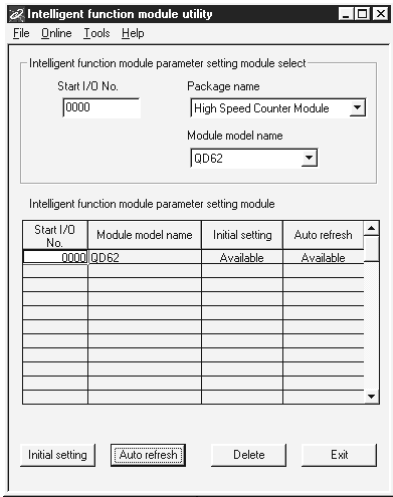 Intelligent function module utility
File Online Tools Help
Intelligent function module parameter setting module select
Start I/O No. Package name
0000 High Speed Counter Module
Module model name
QD62
Intelligent function module parameter setting module
Start I/O No. Module model name Initial setting Auto refresh
0000 QD62 Available Available
Initial setting Auto refresh Delete Exit